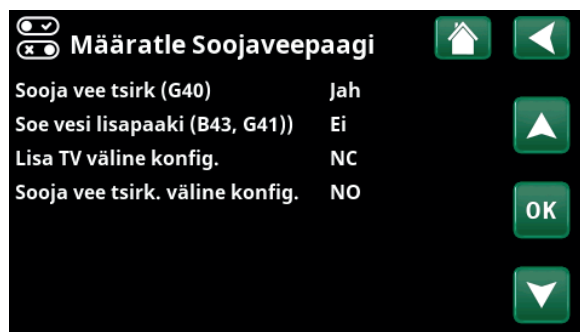 Määratle Soojaveepaagi
Sooja vee tsirk (G40) Jah
Soe vesi lisapaaki (B43, G41)) Ei
Lisa TV väline konfig. NC
Sooja vee tsirk. väline konfig. NO
OK